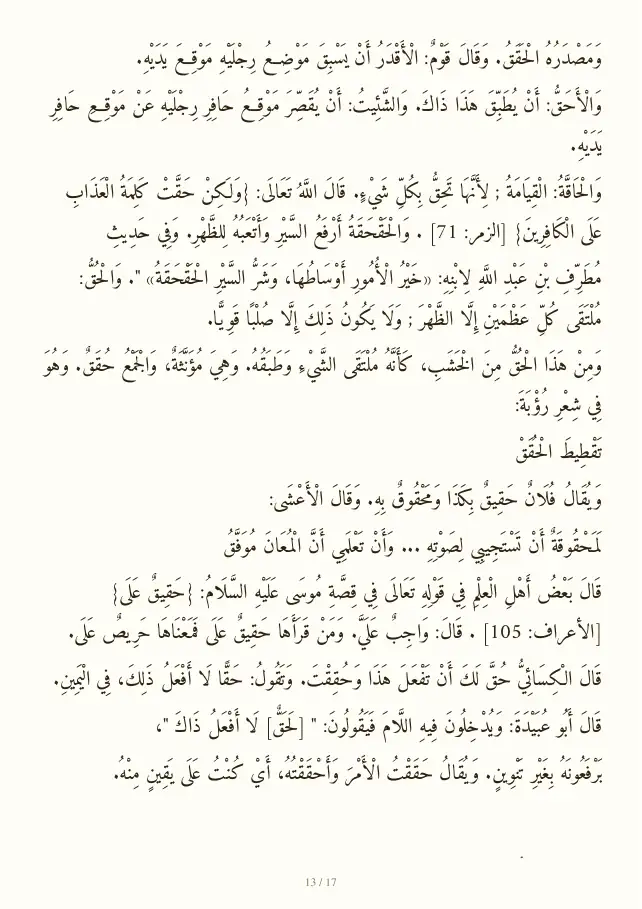 وَمَصْدَرُهُ الْحَقَقُ. وَقَالَ قَوْمٌ: الْأَقْدَرُ أَنْ يَسْبِقَ مَوْضِعُ رِجْلَيْهِ مَوْقِعَ يَدَيْهِ.
وَالْأَحَقُّ: أَنْ يُطَبِّقَ هَذَا ذَاكَ. وَالشَّئِيتُ: أَنْ يُقَصِّرَ مَوْقِعُ حَافِرِ رِجْلَيْهِ عَنْ مَوْقِعِ حَافِرِ
يَدَيْهِ.
وَالْحَاقَّةُ: الْقِيَامَةُ ; لِأَنَّهَا تَحِقُّ بِكُلِّ شَيْءٍ. قَالَ اللَّهُ تَعَالَى: {وَلَكِنْ حَقَّتْ كَلِمَةُ الْعَذَابِ
عَلَى الْكَافِرِينَ} [الزمر: 71] . وَالْحَقْحَقَةُ أَرْفَعُ السَّيْرِ وَأَتْعَبُهُ لِلظَّهْرِ. وَفِي حَدِيثِ
مُطَرِّفِ بْنِ عَبْدِ اللَّهِ لِابْنِهِ: «خَيْرُ الْأُمُورِ أَوْسَاطُهَا، وَشَرُّ السَّيْرِ الْحَقْحَقَةُ» ". وَالْحُقُّ:
مُلْتَقَى كُلِّ عَظْمَيْنِ إِلَّا الظَّهْرَ ; وَلَا يَكُونُ ذَلِكَ إِلَّا صُلْبًا قَوِيًّا.
وَمِنْ هَذَا الْحُقُّ مِنَ الْخَشَبِ، كَأَنَّهُ مُلْتَقَى الشَّيْءِ وَطَبَقُهُ. وَهِيَ مُؤَنَّثَةٌ، وَالْجَمْعُ حُقَقٌ. وَهُوَ
فِي شِعْرِ رُؤْبَةَ:
تَقْطِيطَ الْحُقَقْ
وَيُقَالُ فُلَانٌ حَقِيقٌ بِكَذَا وَمَحْقُوقٌ بِهِ. وَقَالَ الْأَعْشَى:
لَمَحْقُوقَةٌ أَنْ تَسْتَجِيبِي لِصَوْتِهِ ... وَأَنْ تَعْلَمِي أَنَّ الْمُعَانَ مُوَفَّقُ
قَالَ بَعْضُ أَهْلِ الْعِلْمِ فِي قَوْلِهِ تَعَالَى فِي قِصَّةِ مُوسَى عَلَيْهِ السَّلَامُ: {حَقِيقٌ عَلَى}
[الأعراف: 105] . قَالَ: وَاجِبٌ عَلَيَّ. وَمَنْ قَرَأَهَا حَقِيقٌ عَلَى فَمَعْنَاهَا حَرِيصٌ عَلَى.
قَالَ الْكِسَائِيُّ حُقَّ لَكَ أَنْ تَفْعَلَ هَذَا وَحُقِقْتَ. وَتَقُولُ: حَقًّا لَا أَفْعَلُ ذَلِكَ، فِي الْيَمِينِ.
قَالَ أَبُو عُبَيْدَةَ: وَيُدْخِلُونَ فِيهِ اللَّامَ فَيَقُولُونَ: " [لَحَقُّ] لَا أَفْعَلُ ذَاكَ "،
يَرْفَعُونَهُ بِغَيْرِ تَنْوِينٍ. وَيُقَالُ حَقَقْتُ الْأَمْرَ وَأَحْقَقْتُهُ، أَيْ كُنْتُ عَلَى يَقِينٍ مِنْهُ.
13 / 17